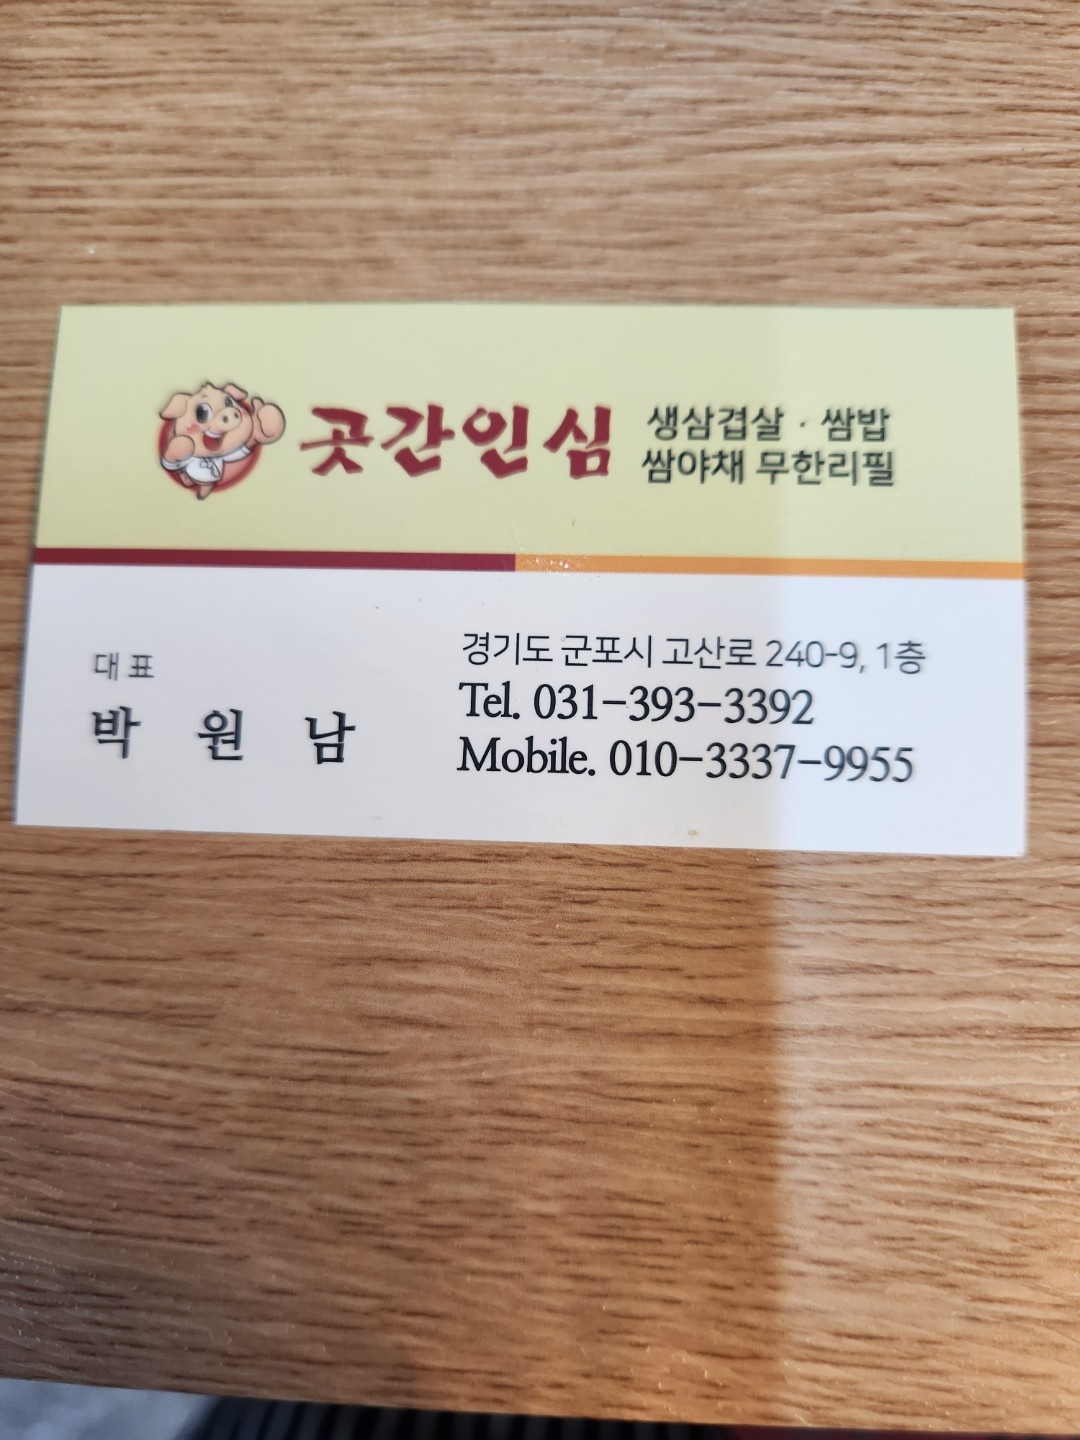 곳간인심
생삼겹살 · 쌈밥
쌈야채 무한리필
대표
박 원 남
경기도 군포시 고산로 240-9, 1층
Tel. 031-393-3392
Mobile. 010-3337-9955